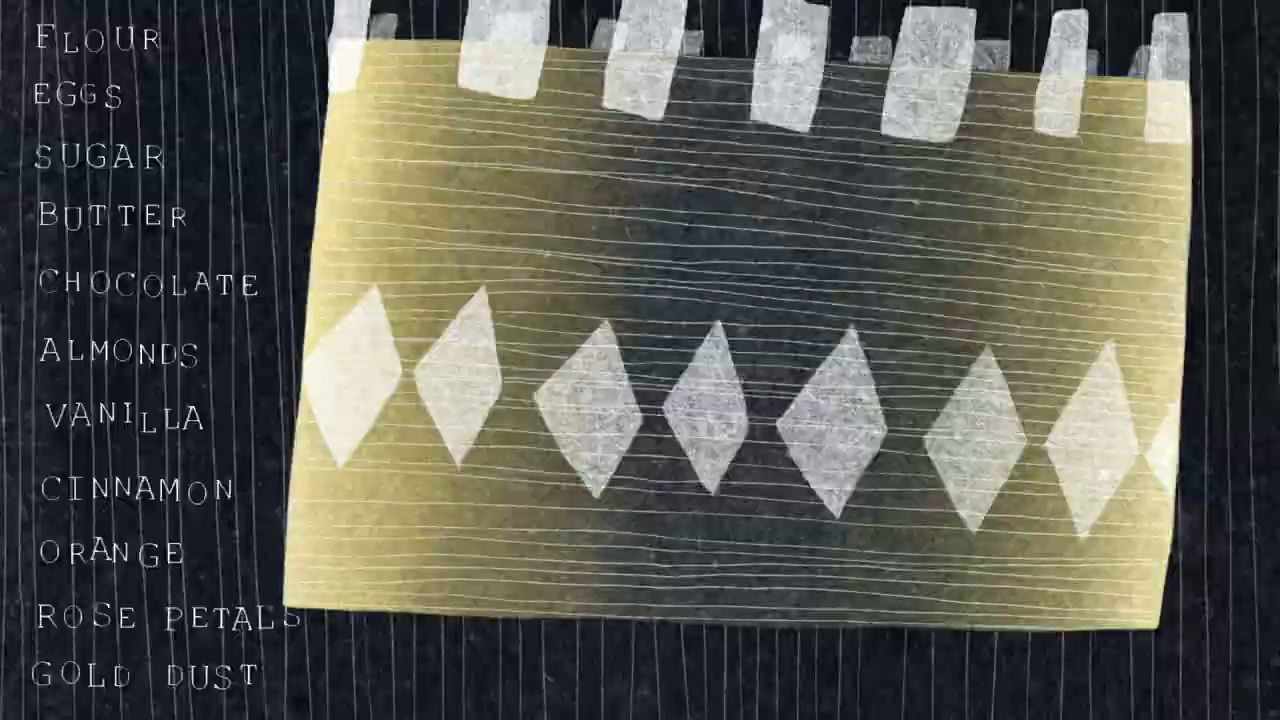 FLOUR
EGGS
SUGAR
BUTTER
CHOCOLATE
ALMONDS
VANILLA
CINNAMON
ORANGE
ROSE PETALS
GOLD DUST